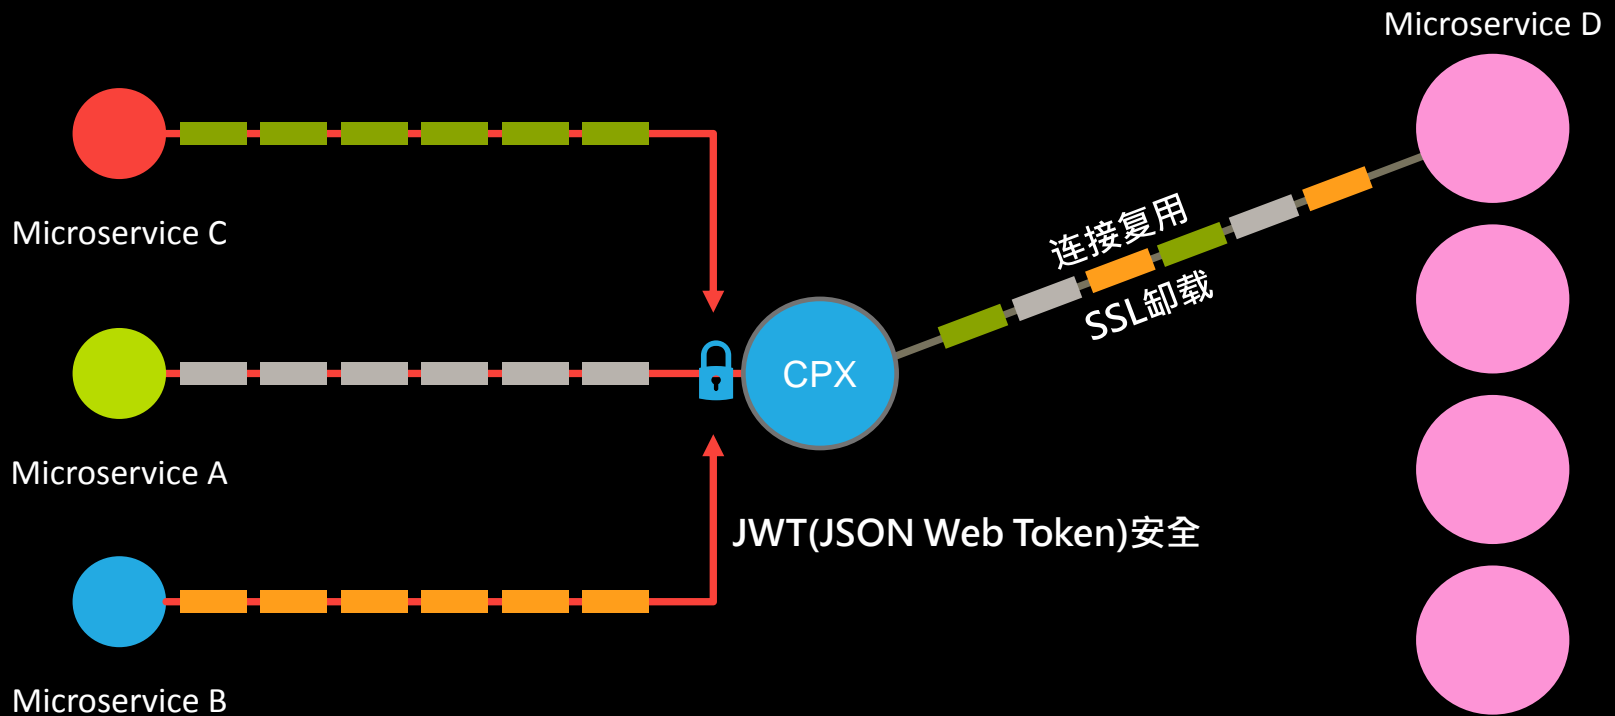 Microservice D
Microservice C
连接复用
SSL卸载
CPX
Microservice A
JWT(JSON Web Token)安全
Microservice B